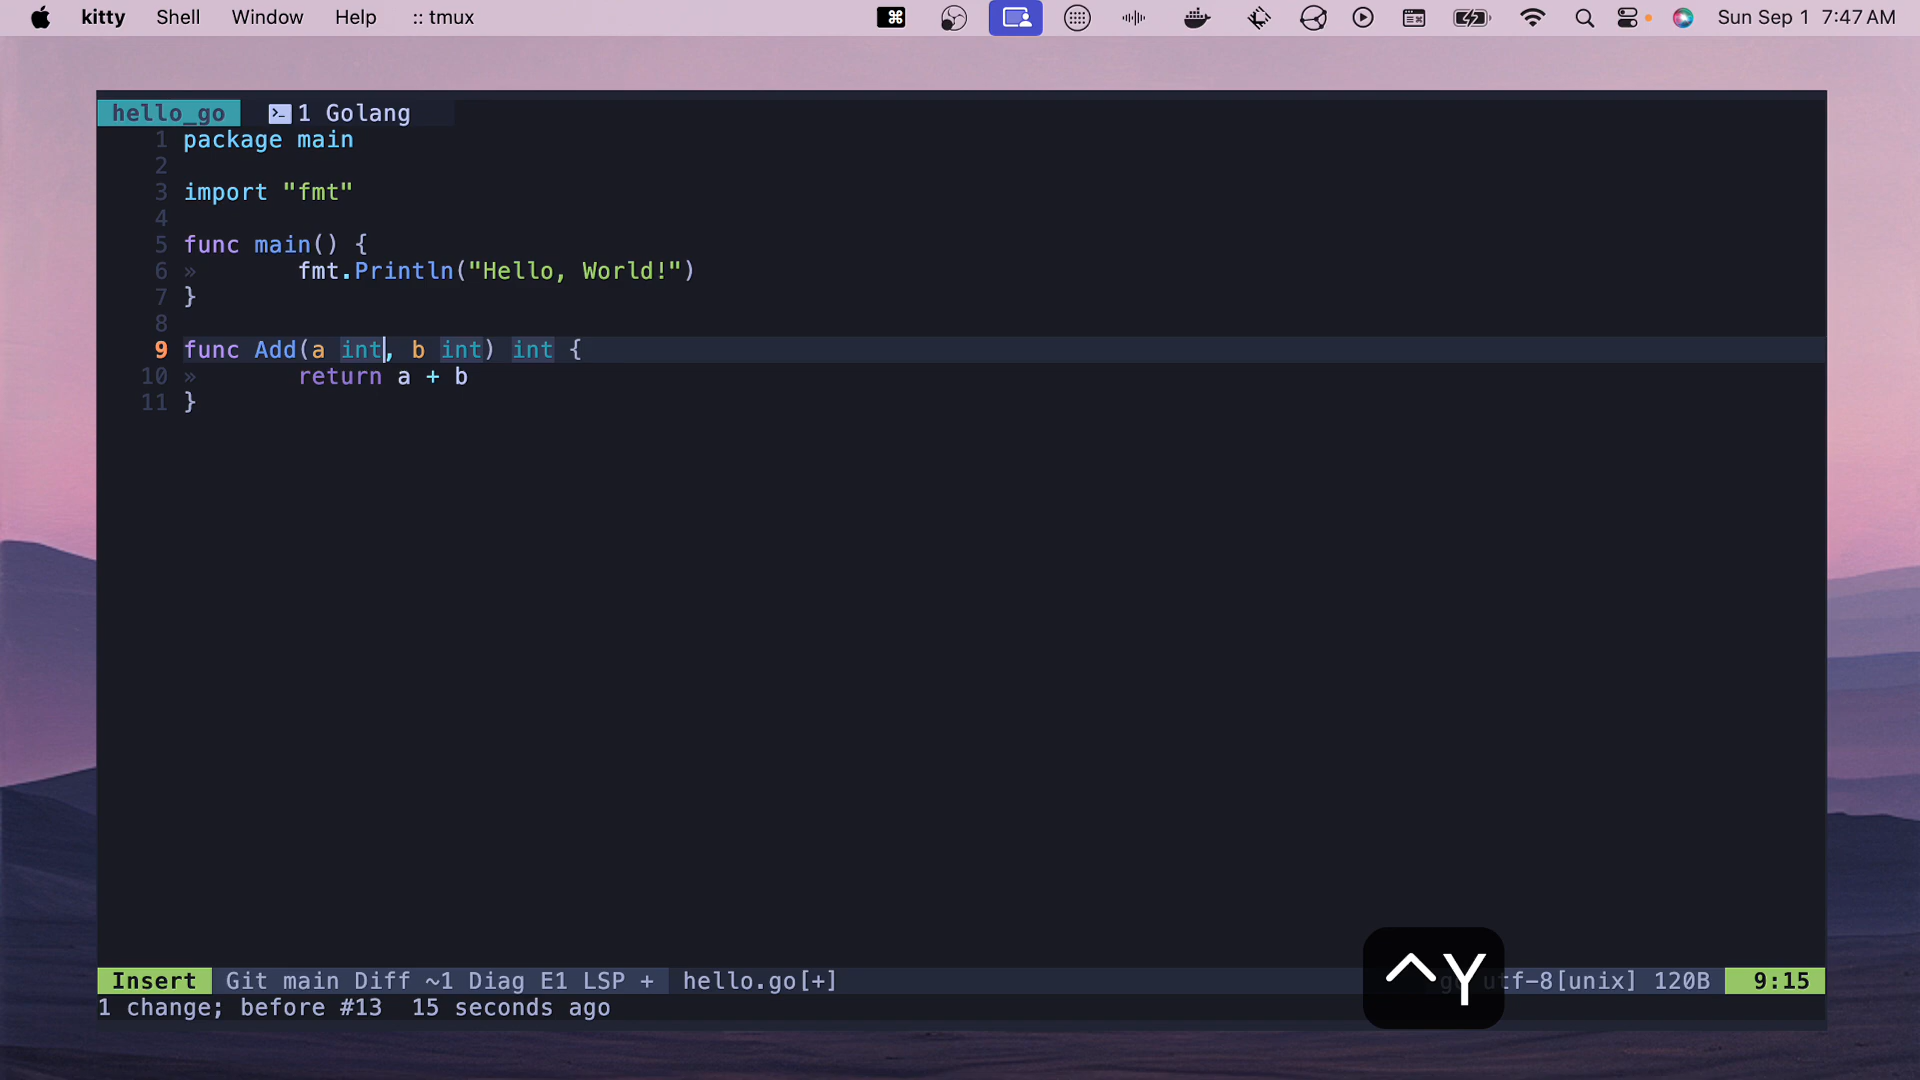 kitty Shell Window Help :: tmux Sun Sep 1 7:47 AM
hello_go 1 Golang
1 package main
2
3 import "fmt"
4
5 func main() {
6 » fmt.Println("Hello, World!")
7 }
8
9 func Add(a int, b int) int {
10 » return a + b
11 }
Insert Git main Diff ~1 Diag E1 LSP + hello.go[+] utf-8[unix] 120B 9:15
^Y
1 change; before #13 15 seconds ago